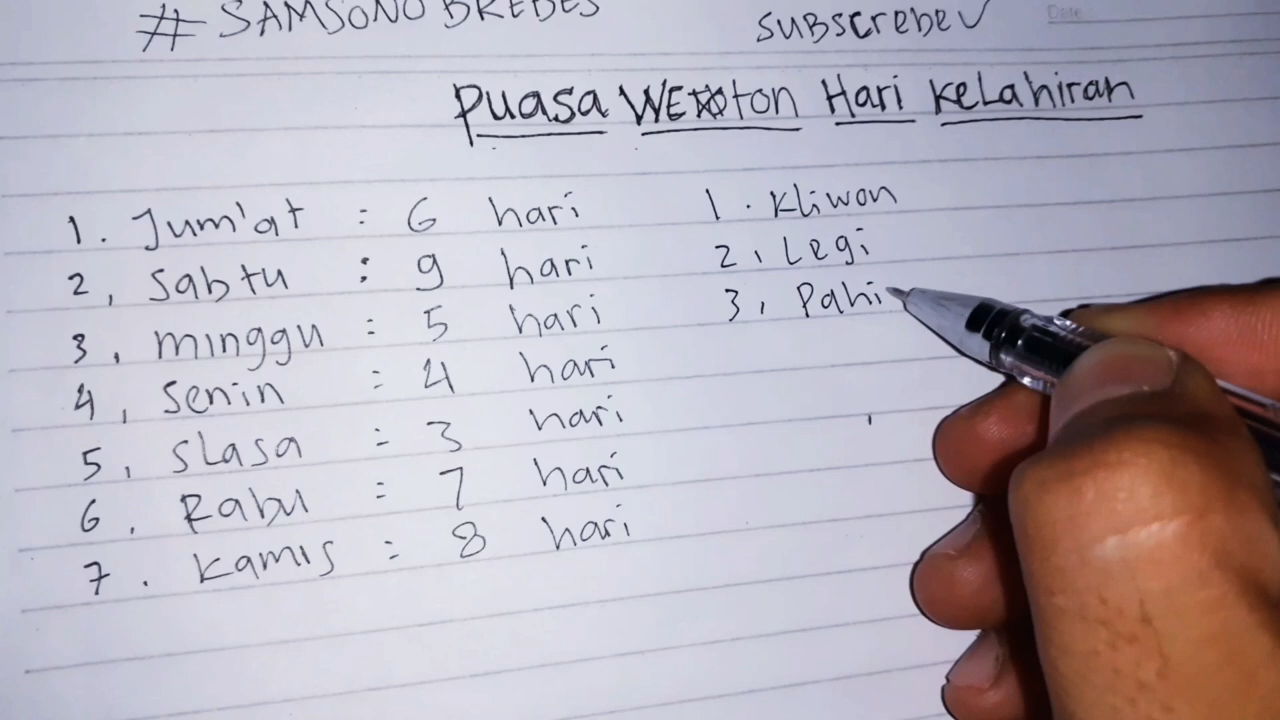 # SAMSONO BREBES
subscrebe ✓
Date
Puasa WEton Hari KeLahiran
1. Jum'at : 6 hari
2, Sabtu : 9 hari
3, minggu : 5 hari
4, Senin : 4 hari
5, SLasa : 3 hari
6. Rabu : 7 hari
7. Kamis : 8 hari
1. Kliwon
2, Legi
3, Pahi